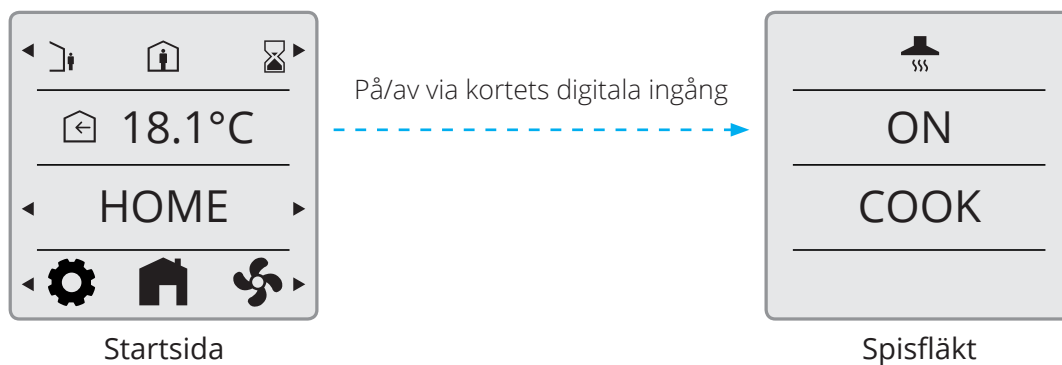 18.1°C
HOME
Startsida
På/av via kortets digitala ingång
ON
COOK
Spisfläkt